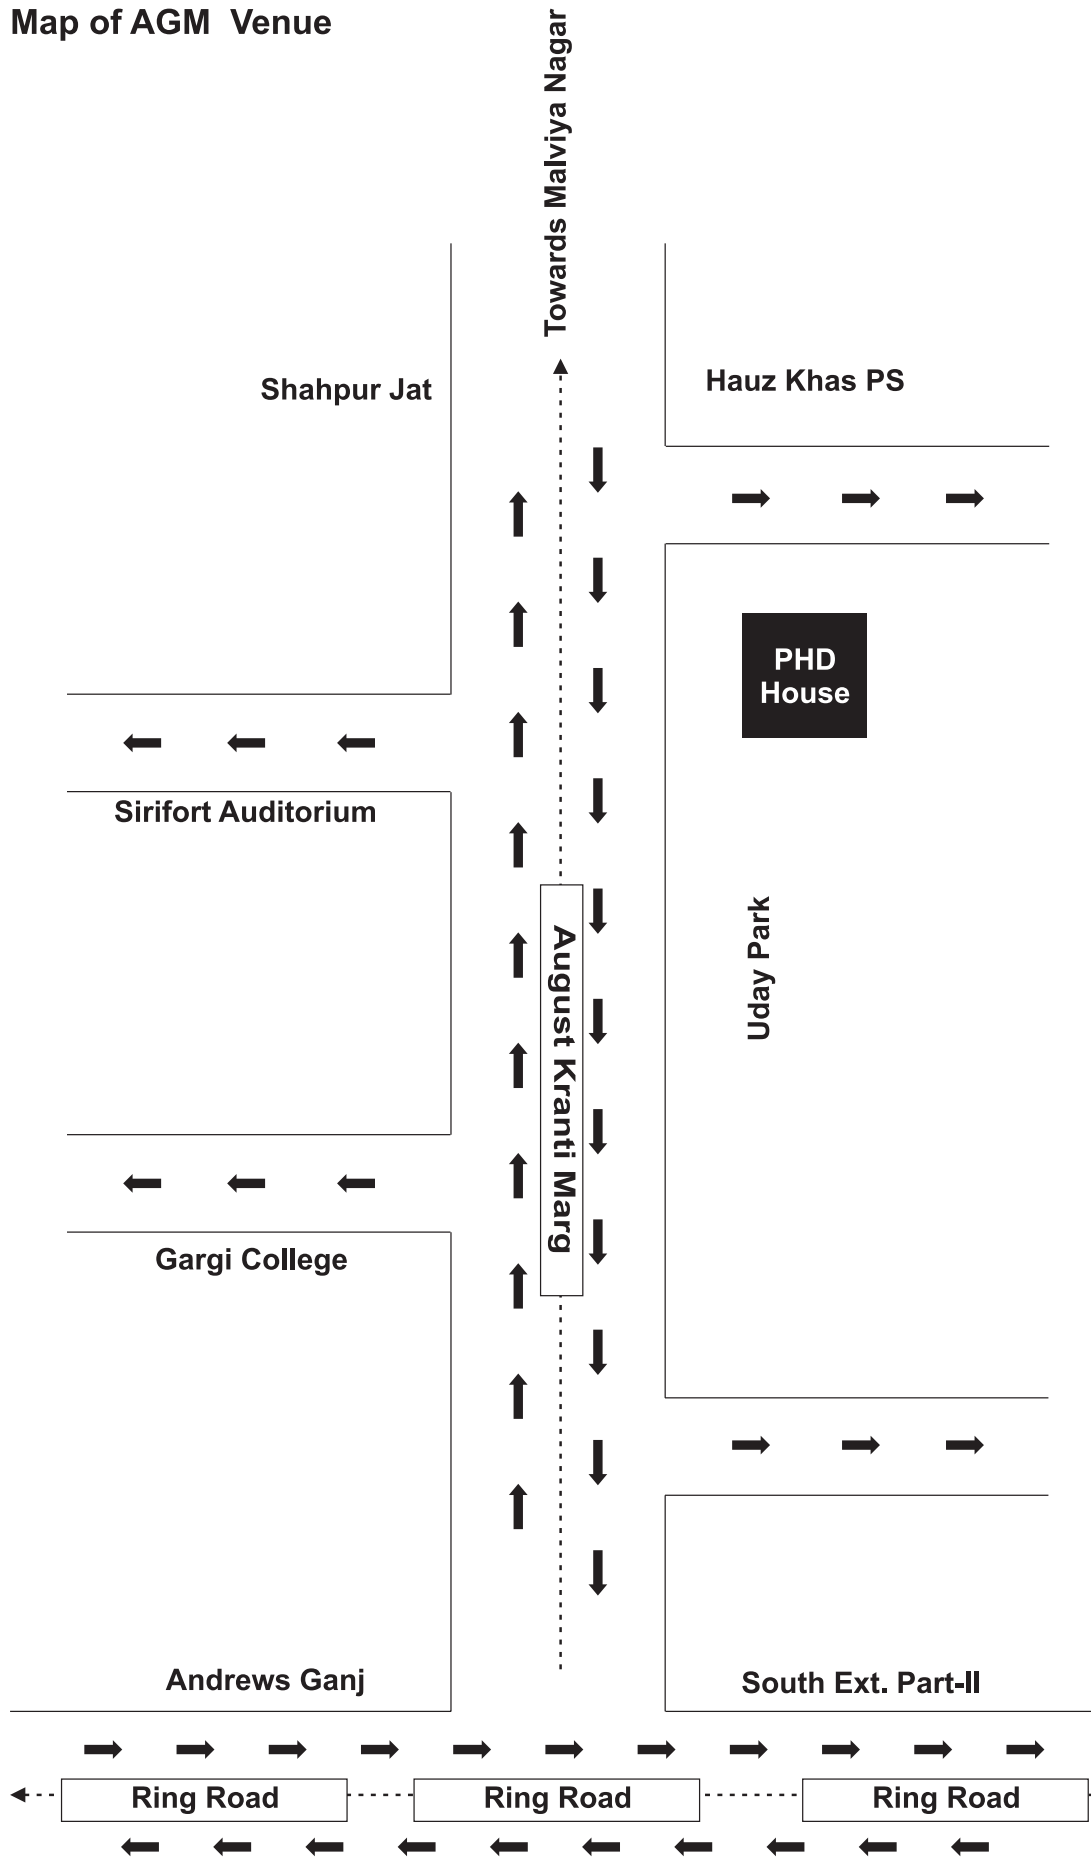 Map of AGM  Venue
Towards Malviya Nagar
Shahpur Jat
Hauz Khas PS
PHD
House
Sirifort Auditorium
Uday Park
August Kranti Marg
Gargi College
Andrews Ganj
South Ext. Part-II
Ring Road
Ring Road
Ring Road